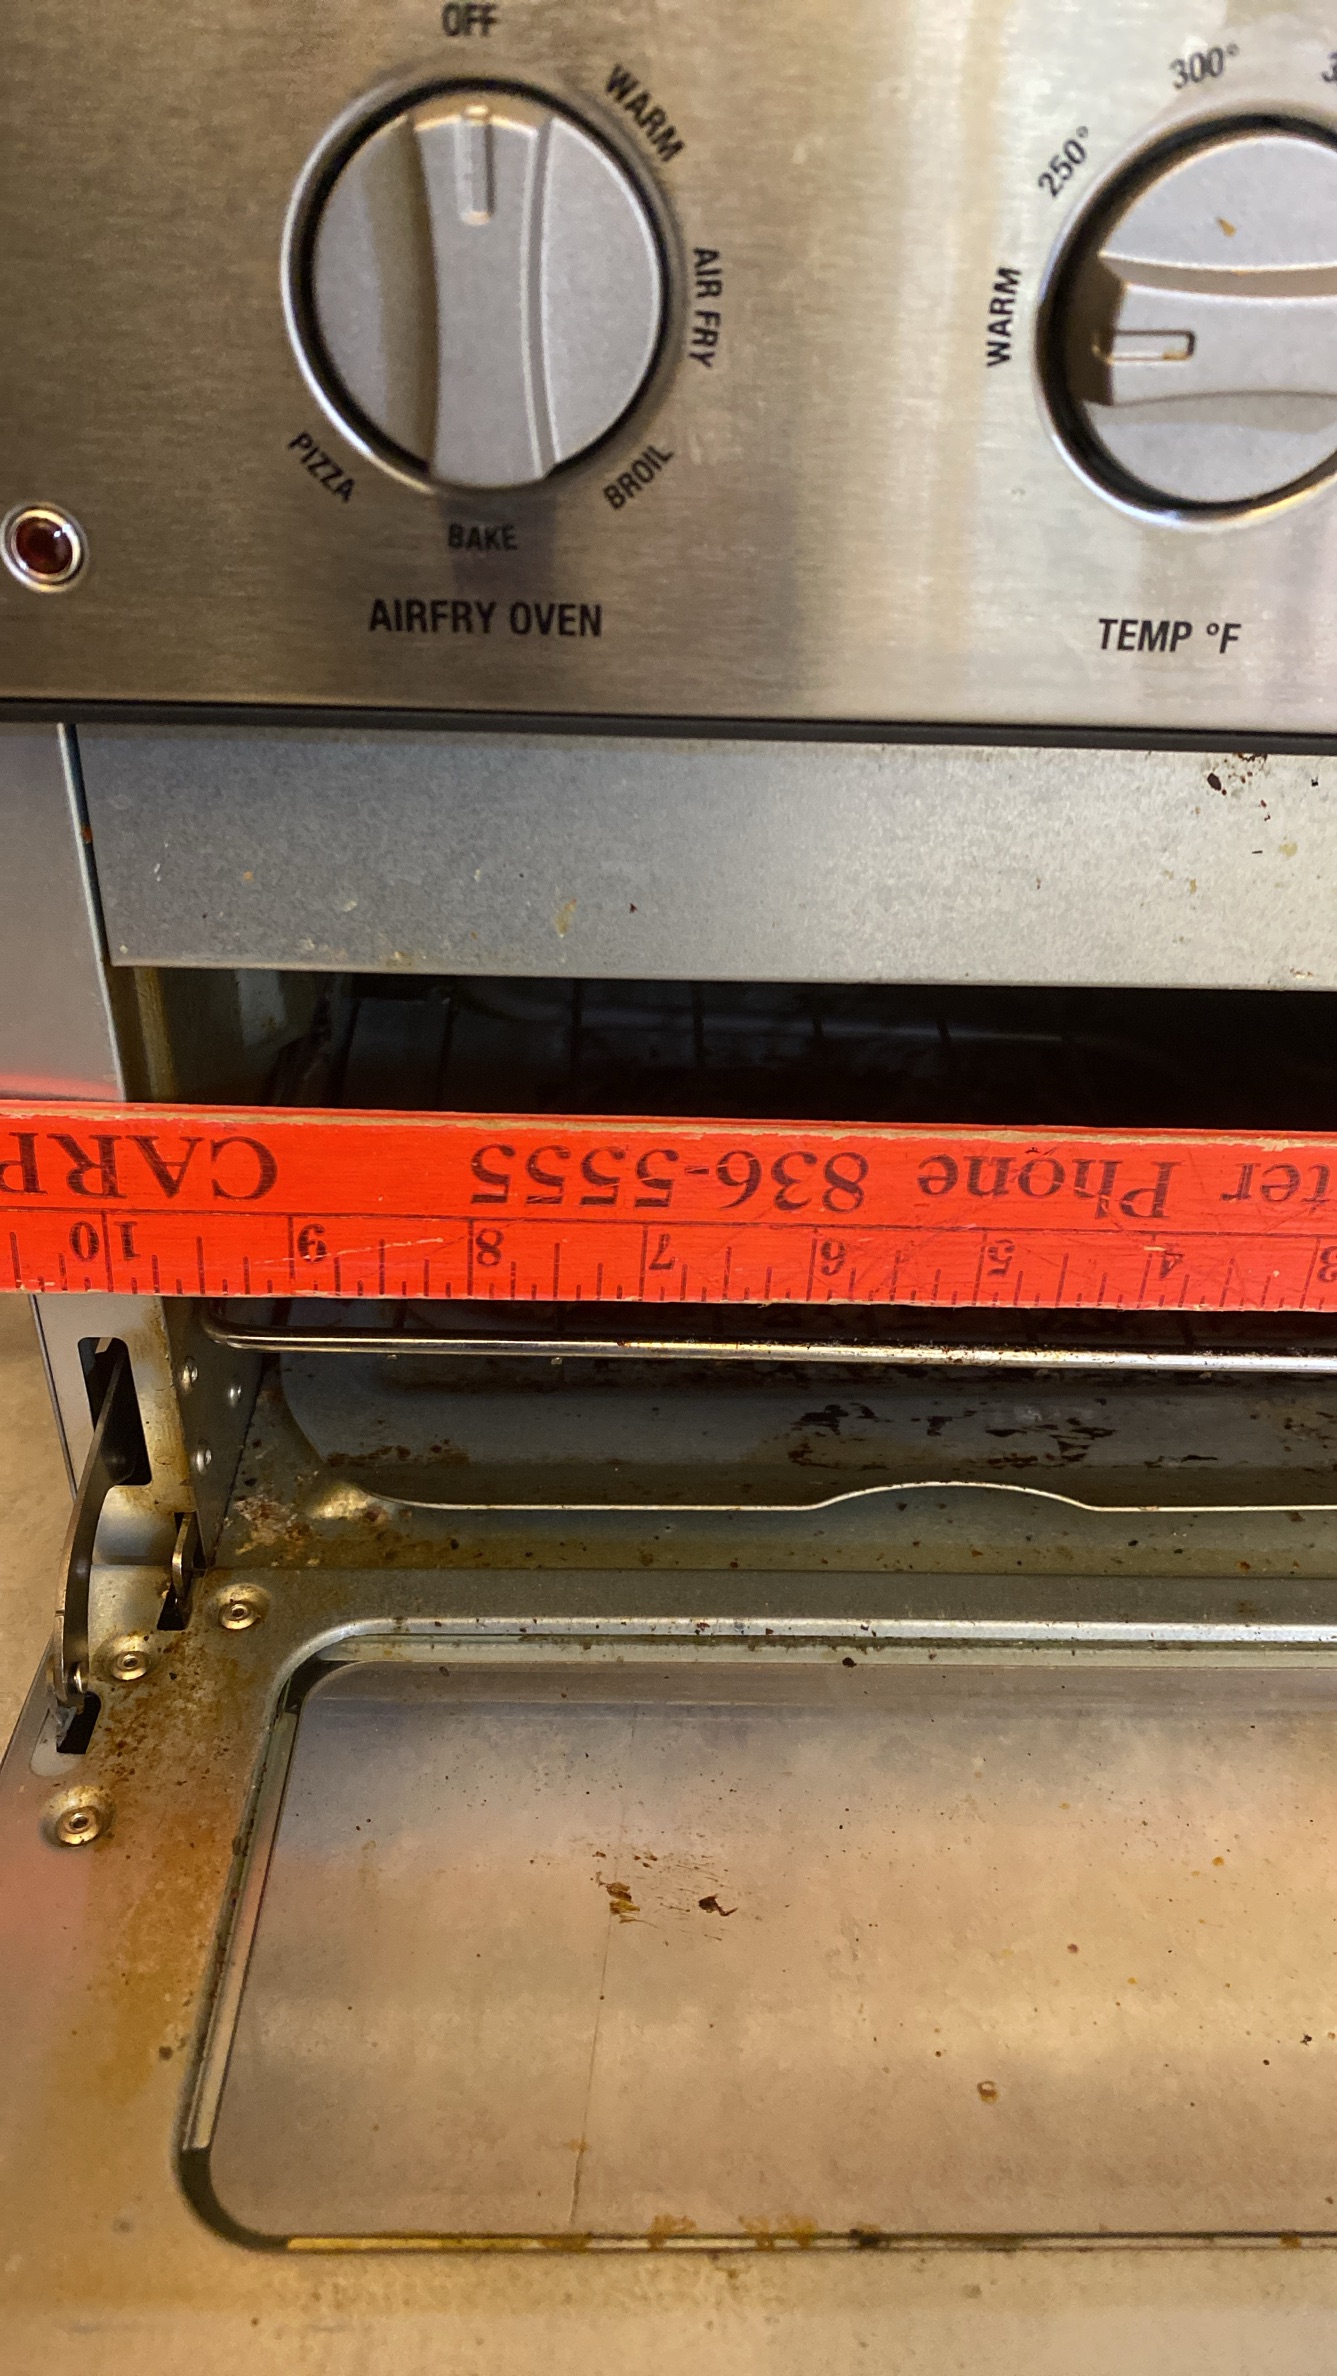 OFF
WARM
300°
250°
AIR FRY
WARM
PIZZA
BROIL
BAKE
AIRFRY OVEN
TEMP °F
ter Phone 836-5555 CARP
3 4 5 6 7 8 9 10 1